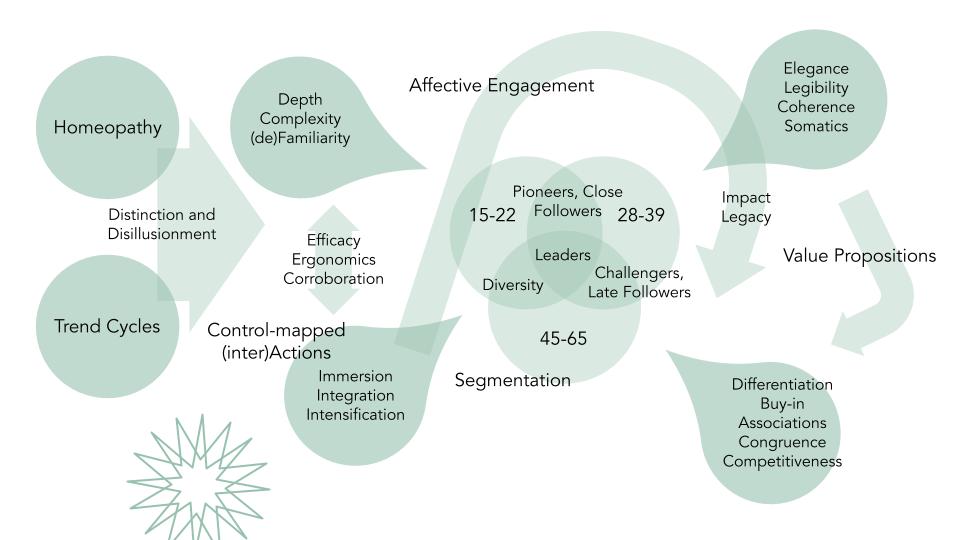 Homeopathy
Distinction and
Disillusionment
Trend Cycles
Depth
Complexity
(de)Familiarity
Efficacy
Ergonomics
Corroboration
Control-mapped
(inter)Actions
Immersion
Integration
Intensification
Affective Engagement
Pioneers, Close
Followers
15-22
28-39
Leaders
Diversity
Challengers,
Late Followers
45-65
Segmentation
Elegance
Legibility
Coherence
Somatics
Impact
Legacy
Value Propositions
Differentiation
Buy-in
Associations
Congruence
Competitiveness